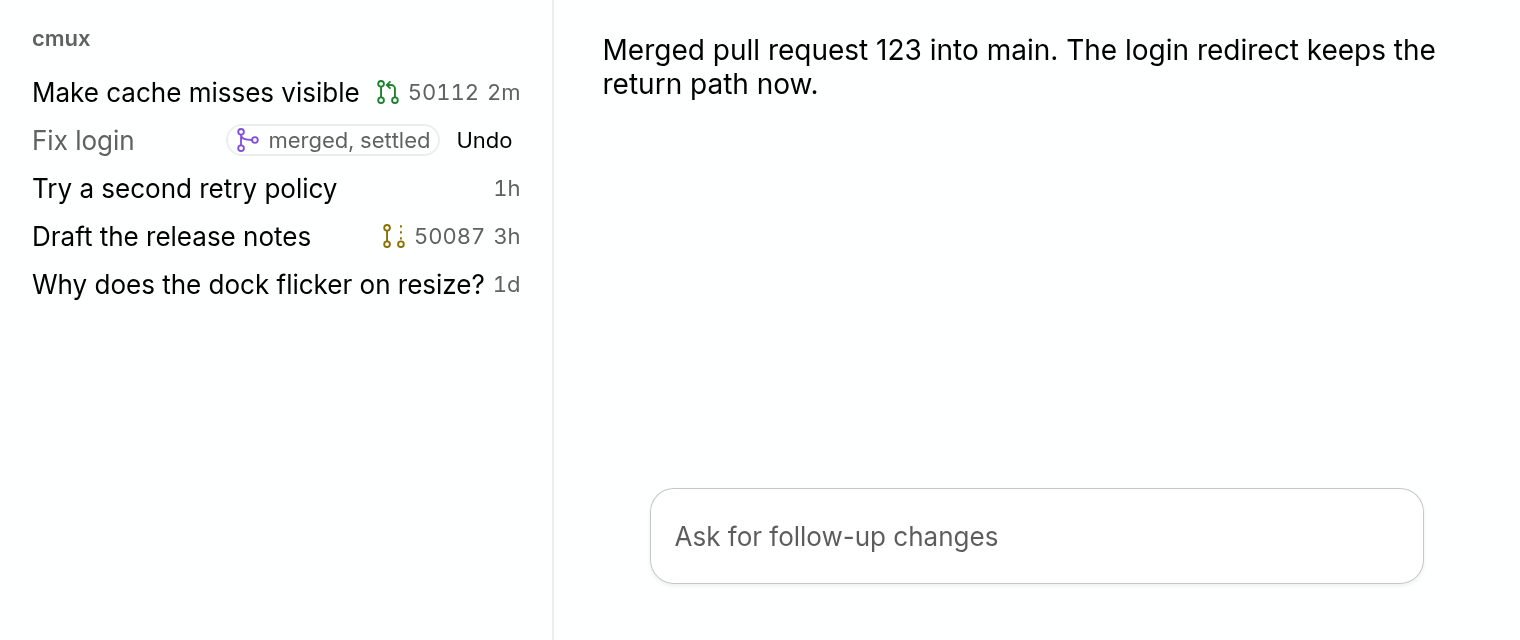 cmux
Make cache misses visible 50112 2m
Fix login merged, settled Undo
Try a second retry policy 1h
Draft the release notes 50087 3h
Why does the dock flicker on resize? 1d
Merged pull request 123 into main. The login redirect keeps the
return path now.
Ask for follow-up changes